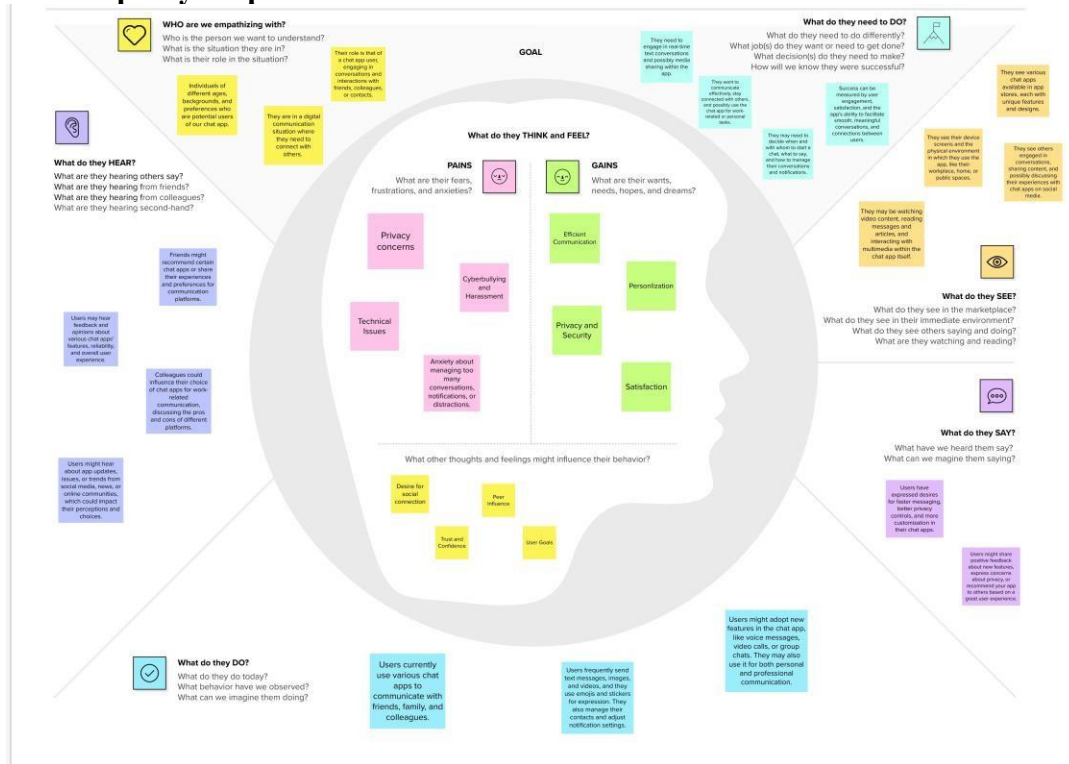 WHO are we empathizing with?
Who is the person we want to understand?
What is the situation they are in?
What is their role in the situation?
Individuals of
different ages,
backgrounds, and
preferences who
are potential users
of our chat app.
They are in a digital
communication
situation where
they need to
connect with
others.
Their role is that of
a chat app user,
engaging in
conversations and
interactions with
friends, colleagues,
or contacts.
GOAL
What do they need to DO?
What do they need to do differently?
What job(s) do they want or need to get done?
What decision(s) do they need to make?
How will we know they were successful?
They need to
engage in real-time
text conversations
and possibly media
sharing within the
app.
They want to
communicate
effectively, stay
connected with others,
and possibly use the
chat app for work-
related or personal
tasks.
They may need to
decide when and
with whom to start a
chat, what to say,
and how to manage
their conversations
and notifications.
Success can be
measured by user
engagement,
satisfaction, and the
app's ability to facilitate
smooth, meaningful
conversations, and
connections between
users.
What do they SEE?
What do they see in the marketplace?
What do they see in their immediate environment?
What do they see others saying and doing?
What are they watching and reading?
They see various
chat apps
available in app
stores, each with
unique features and
designs.
They see their device
screens and the
physical environment
in which they use the
app, like their
workplace, home, or
public spaces.
They see others
engaged in
conversations,
sharing content, and
possibly discussing
their experiences with
chat apps on social
media.
They may be watching
video content, reading
messages and
articles, and
interacting with
multimedia within the
chat app itself.
What do they SAY?
What have we heard them say?
What can we magine them saying?
Users have
expressed desires
for faster messaging,
better privacy
controls, and more
customization in
their chat apps.
Users might share
positive feedback
about new features,
express concerns
about privacy, or
recommend your app
to others based on a
great user experience.
What do they DO?
What do they do today?
What behavior have we observed?
What can we imagine them doing?
Users currently
use various chat
apps to
communicate with
friends, family, and
colleagues.
Users frequently send
text messages, images,
and videos, and they
use emojis and stickers
for expression. They
also manage their
contacts and adjust
notification settings.
Users might adopt new
features in the chat app,
like voice messages,
video calls, or group
chats. They may also
use it for both personal
and professional
communication.
What do they HEAR?
What are they hearing others say?
What are they hearing from friends?
What are they hearing from colleagues?
What are they hearing second-hand?
Friends might
recommend certain
chat apps or share
their experiences
and preferences for
communication
platforms.
Users may hear
feedback and
opinions about
various chat apps'
features, reliability,
and overall user
experience.
Colleagues could
influence their choice
of chat apps for work-
related
communication,
discussing the pros
and cons of different
platforms.
Users might hear
about app updates,
issues, or trends from
social media, news, or
online communities,
which could impact
their perceptions and
choices.
What do they THINK and FEEL?
PAINS
What are their fears,
frustrations, and anxieties?
Privacy
concerns
Cyberbullying
and
Harassment
Technical
Issues
Anxiety about
managing too
many
conversations,
notifications, or
distractions.
GAINS
What are their wants,
needs, hopes, and dreams?
Efficient
Communication
Personlization
Privacy and
Security
Satisfaction
What other thoughts and feelings might influence their behavior?
Desire for
social
connection
Peer
Influence
Trust and
Confidence
User Goals